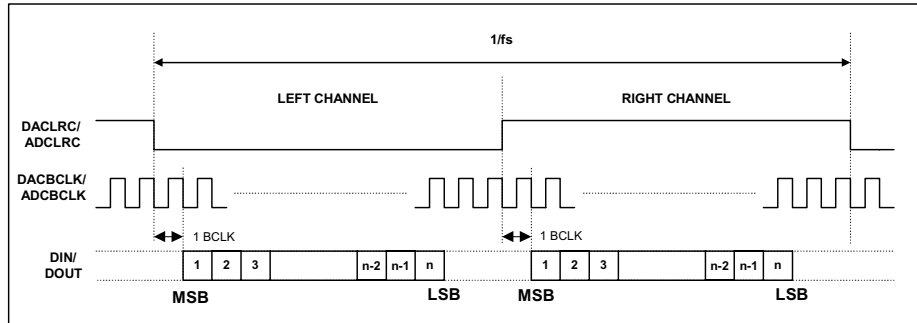 1/fs
LEFT CHANNEL
RIGHT CHANNEL
DACLRC/
ADCLRC
DACBCLK/
ADCBCLK
1 BCLK
1 BCLK
DIN/
DOUT
1 2 3 n-2 n-1 n
1 2 3 n-2 n-1 n
MSB
LSB
MSB
LSB